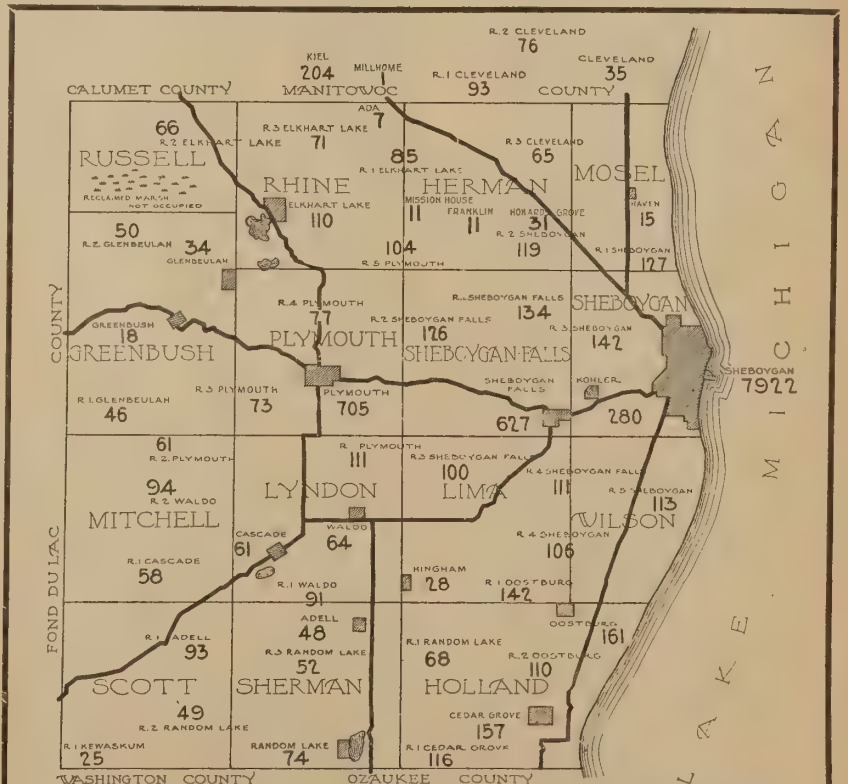 R.2 CLEVELAND
76
CLEVELAND
35
KIEL
204
MILLHOME
R.1 CLEVELAND
93
CALUMET COUNTY
MANITOWOC
COUNTY
ADA
7
66
R.2 ELKHART LAKE
RUSSELL
RECLAIMED MARSH
NOT OCCUPIED
R.3 ELKHART LAKE
71
85
R.1 ELKHART LAKE
R.3 CLEVELAND
65
RHINE
HERMAN
MOSEL
ELKHART LAKE
110
MISSION HOUSE
11
FRANKLIN
11
HOWARDS GROVE
31
R.2 SHEBOYGAN
119
HAVEN
15
50
R.2 GLENBEULAH
34
GLENBEULAH
104
R.5 PLYMOUTH
R.1 SHEBOYGAN
127
R.4 PLYMOUTH
77
PLYMOUTH
R.2 SHEBOYGAN FALLS
126
SHEBOYGAN-FALLS
R. SHEBOYGAN FALLS
134
SHEBOYGAN
R.3 SHEBOYGAN
142
COUNTY
GREENBUSH
18
GREENBUSH
R.1 GLENBEULAH
46
R.3 PLYMOUTH
73
PLYMOUTH
705
SHEBOYGAN
FALLS
627
KOHLER
280
SHEBOYGAN
7922
61
R.2. PLYMOUTH
R PLYMOUTH
111
R.3 SHEBOYGAN FALLS
100
R.4 SHEBOYGAN FALLS
111
94
R.2 WALDO
MITCHELL
LYNDON
LIMA
R.5 SHEBOYGAN
113
WILSON
CASCADE
61
WALDO
64
R.4 SHEBOYGAN
106
R.1 CASCADE
58
R.1 WALDO
91
HINGHAM
28
R.1 OOSTBURG
142
FOND DU LAC
ADELL
48
OOSTBURG
161
R.1 ADELL
93
R.3 RANDOM LAKE
52
R.1 RANDOM LAKE
68
R.2 OOSTBURG
110
SCOTT
SHERMAN
HOLLAND
49
R.2 RANDOM LAKE
CEDAR GROVE
157
R.1 KEWASKUM
25
RANDOM LAKE
74
R.1 CEDAR GROVE
116
WASHINGTON COUNTY
OZAUKEE COUNTY
LAKE
MICHIGAN